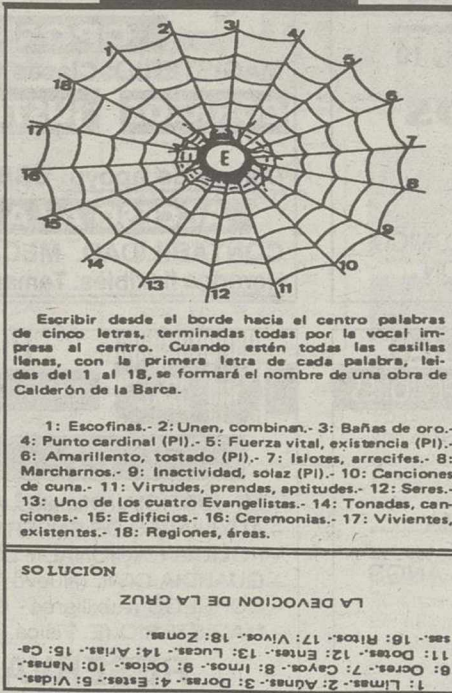 1
2
3
4
5
6
7
8
9
10
11
12
13
14
15
16
17
18
E
Escribir desde el borde hacia el centro palabras
de cinco letras, terminadas todas por la vocal im-
presa al centro. Cuando estén todas las casillas
llenas, con la primera letra de cada palabra, leí-
das del 1 al 18, se formará el nombre de una obra de
Calderón de la Barca.
1: Escofinas.- 2: Unen, combinan.- 3: Bañas de oro.-
4: Punto cardinal (Pl).- 5: Fuerza vital, existencia (Pl).-
6: Amarillento, tostado (Pl).- 7: Islotes, arrecifes.- 8:
Marcharnos.- 9: Inactividad, solaz (Pl).- 10: Canciones
de cuna.- 11: Virtudes, prendas, aptitudes.- 12: Seres.-
13: Uno de los cuatro Evangelistas.- 14: Tonadas, can-
ciones.- 15: Edificios.- 16: Ceremonias.- 17: Vivientes,
existentes.- 18: Regiones, áreas.
SOLUCION
LA DEVOCION DE LA CRUZ
1: Limas.- 2: Aúnas.- 3: Doras.- 4: Estes.- 5: Vidas.-
6: Ocres.- 7: Cayos.- 8: Irnos.- 9: Ocios.- 10: Nanas.-
11: Dotes.- 12: Entes.- 13: Lucas.- 14: Arias.- 15: Ca-
sas.- 16: Ritos.- 17: Vivos.- 18: Zonas.